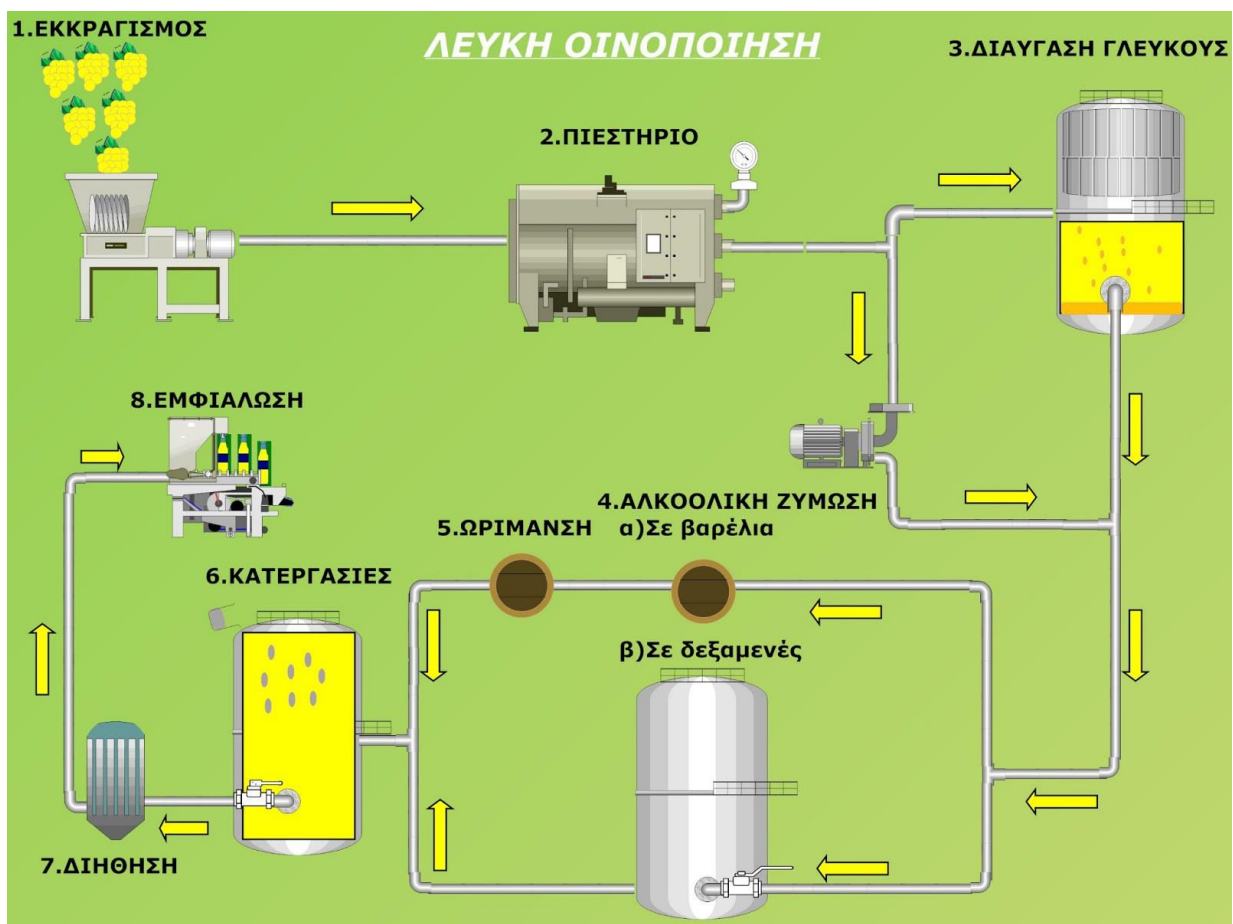 1.ΕΚΚΡΑΓΙΣΜΟΣ
ΛΕΥΚΗ ΟΙΝΟΠΟΙΗΣΗ
3.ΔΙΑΥΓΑΣΗ ΓΛΕΥΚΟΥΣ
2.ΠΙΕΣΤΗΡΙΟ
8.ΕΜΦΙΑΛΩΣΗ
4.ΑΛΚΟΟΛΙΚΗ ΖΥΜΩΣΗ
α)Σε βαρέλια
5.ΩΡΙΜΑΝΣΗ
6.ΚΑΤΕΡΓΑΣΙΕΣ
β)Σε δεξαμενές
7.ΔΙΗΘΗΣΗ